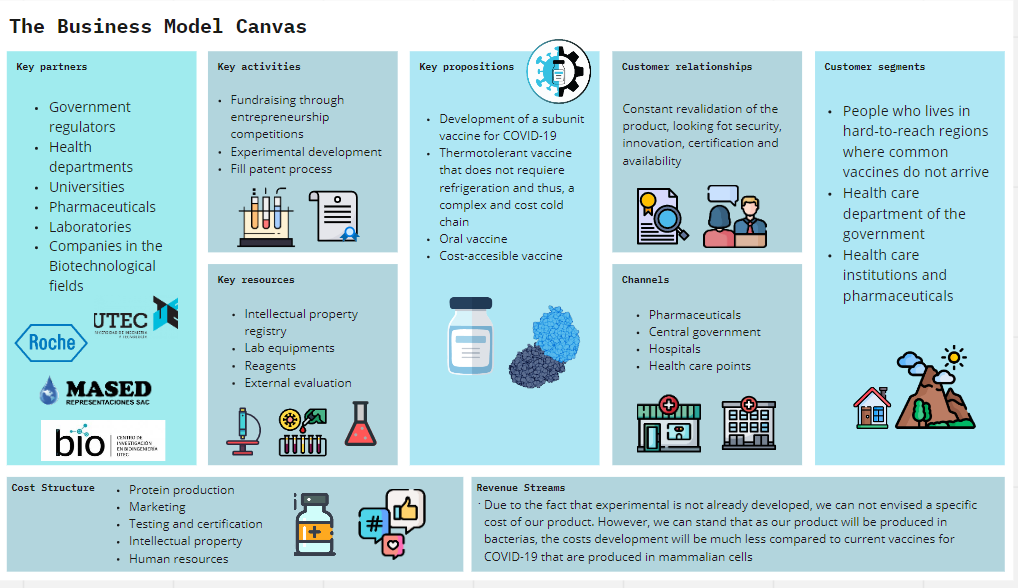 The Business Model Canvas
Key partners
• Government
regulators
• Health
departments
• Universities
• Pharmaceuticals
• Laboratories
• Companies in the
Biotechnological
fields
UTEC
Roche
MASED
REPRESENTACIONES SAC
bio
CENTRO DE
INVESTIGACIÓN
EN BIOINGENIERÍA
UTEC
Key activities
• Fundraising through
entrepreneurship
competitions
• Experimental development
• Fill patent process
Key resources
• Intellectual property
registry
• Lab equipments
• Reagents
• External evaluation
Key propositions
• Development of a subunit
vaccine for COVID-19
• Thermotolerant vaccine
that does not requiere
refrigeration and thus, a
complex and cost cold
chain
• Oral vaccine
• Cost-accesible vaccine
Customer relationships
Constant revalidation of the
product, looking fot security,
innovation, certification and
availability
Channels
• Pharmaceuticals
• Central government
• Hospitals
• Health care points
Customer segments
• People who lives in
hard-to-reach regions
where common
vaccines do not arrive
• Health care
department of the
government
• Health care
institutions and
pharmaceuticals
Cost Structure
• Protein production
• Marketing
• Testing and certification
• Intellectual property
• Human resources
#
Revenue Streams
· Due to the fact that experimental is not already developed, we can not envised a specific
cost of our product. However, we can stand that as our product will be produced in
bacterias, the costs development will be much less compared to current vaccines for
COVID-19 that are produced in mammalian cells